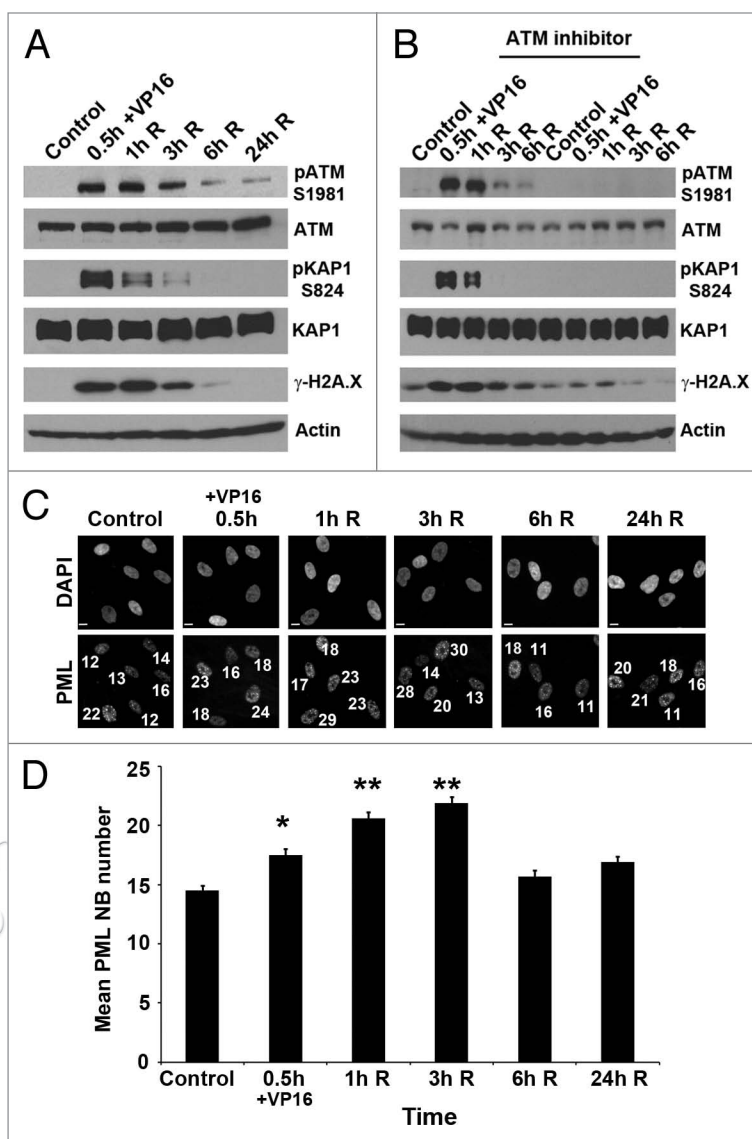 A
Control
0.5h +VP16
1h R
3h R
6h R
24h R
pATM
S1981
ATM
pKAP1
S824
KAP1
γ-H2A.X
Actin
B
ATM inhibitor
Control
0.5h +VP16
1h R
3h R
6h R
Control
0.5h +VP16
1h R
3h R
6h R
pATM
S1981
ATM
pKAP1
S824
KAP1
γ-H2A.X
Actin
C
Control
+VP16
0.5h
1h R
3h R
6h R
24h R
DAPI
PML
12 14 13 16 22 12
23 16 18 18 24
18 17 23 23 29
30 14 28 13 20
18 11 16 11
20 18 16 21 11
D
Mean PML NB number
25
20
15
10
5
0
* ** **
Control
0.5h
+VP16
1h R
3h R
6h R
24h R
Time